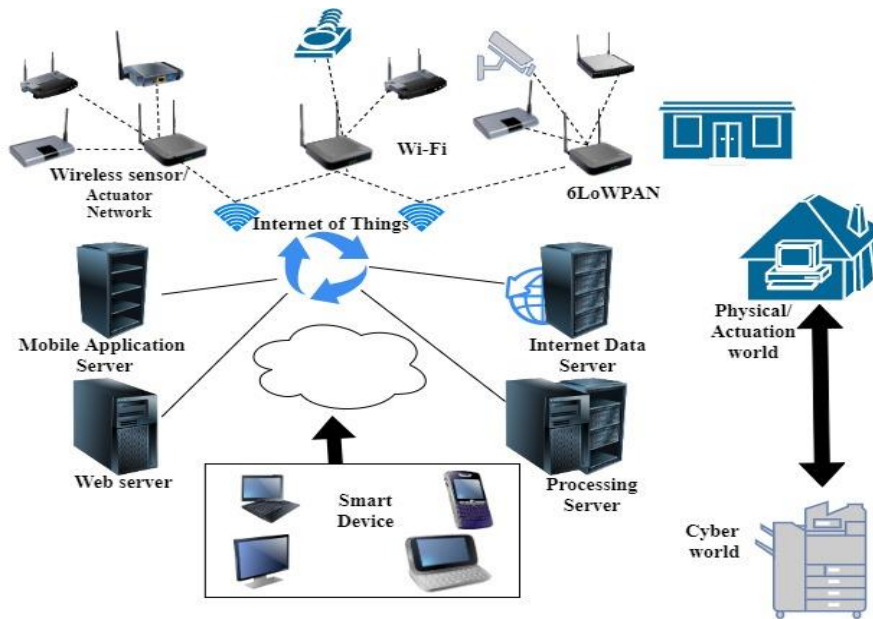 Wireless sensor/
Actuator
Network
Wi-Fi
6LoWPAN
Internet of Things
Mobile Application
Server
Internet Data
Server
Physical/
Actuation
world
Web server
Smart
Device
Processing
Server
Cyber
world